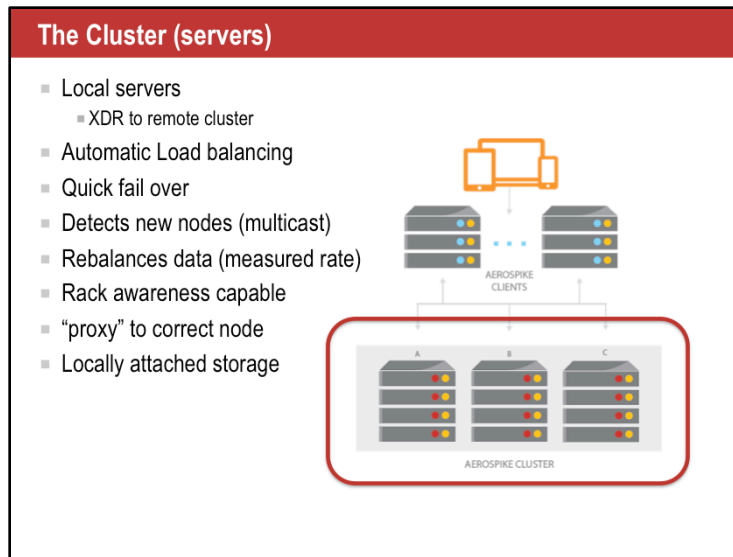 The Cluster (servers)
Local servers
XDR to remote cluster
Automatic Load balancing
Quick fail over
Detects new nodes (multicast)
Rebalances data (measured rate)
Rack awareness capable
“proxy” to correct node
Locally attached storage
AEROSPIKE
CLIENTS
A B C
AEROSPIKE CLUSTER